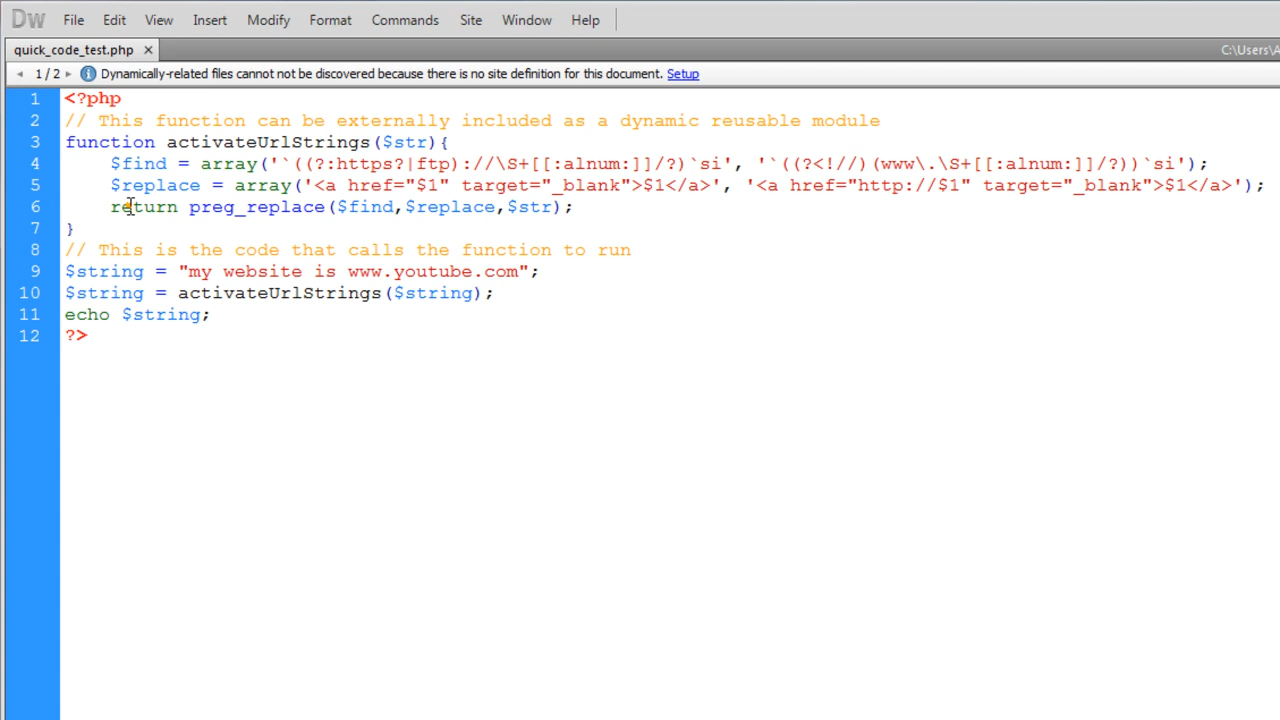 Dw File Edit View Insert Modify Format Commands Site Window Help
quick_code_test.php × C:\Users\A
1/2 Dynamically-related files cannot not be discovered because there is no site definition for this document. Setup
1 <?php
2 // This function can be externally included as a dynamic reusable module
3 function activateUrlStrings($str){
4 $find = array('`((?:https?|ftp)://\S+[[:alnum:]]/?)`si', '`((?<!//)(www\.\S+[[:alnum:]]/?))`si');
5 $replace = array('<a href="$1" target="_blank">$1</a>', '<a href="http://$1" target="_blank">$1</a>');
6 return preg_replace($find,$replace,$str);
7 }
8 // This is the code that calls the function to run
9 $string = "my website is www.youtube.com";
10 $string = activateUrlStrings($string);
11 echo $string;
12 ?>